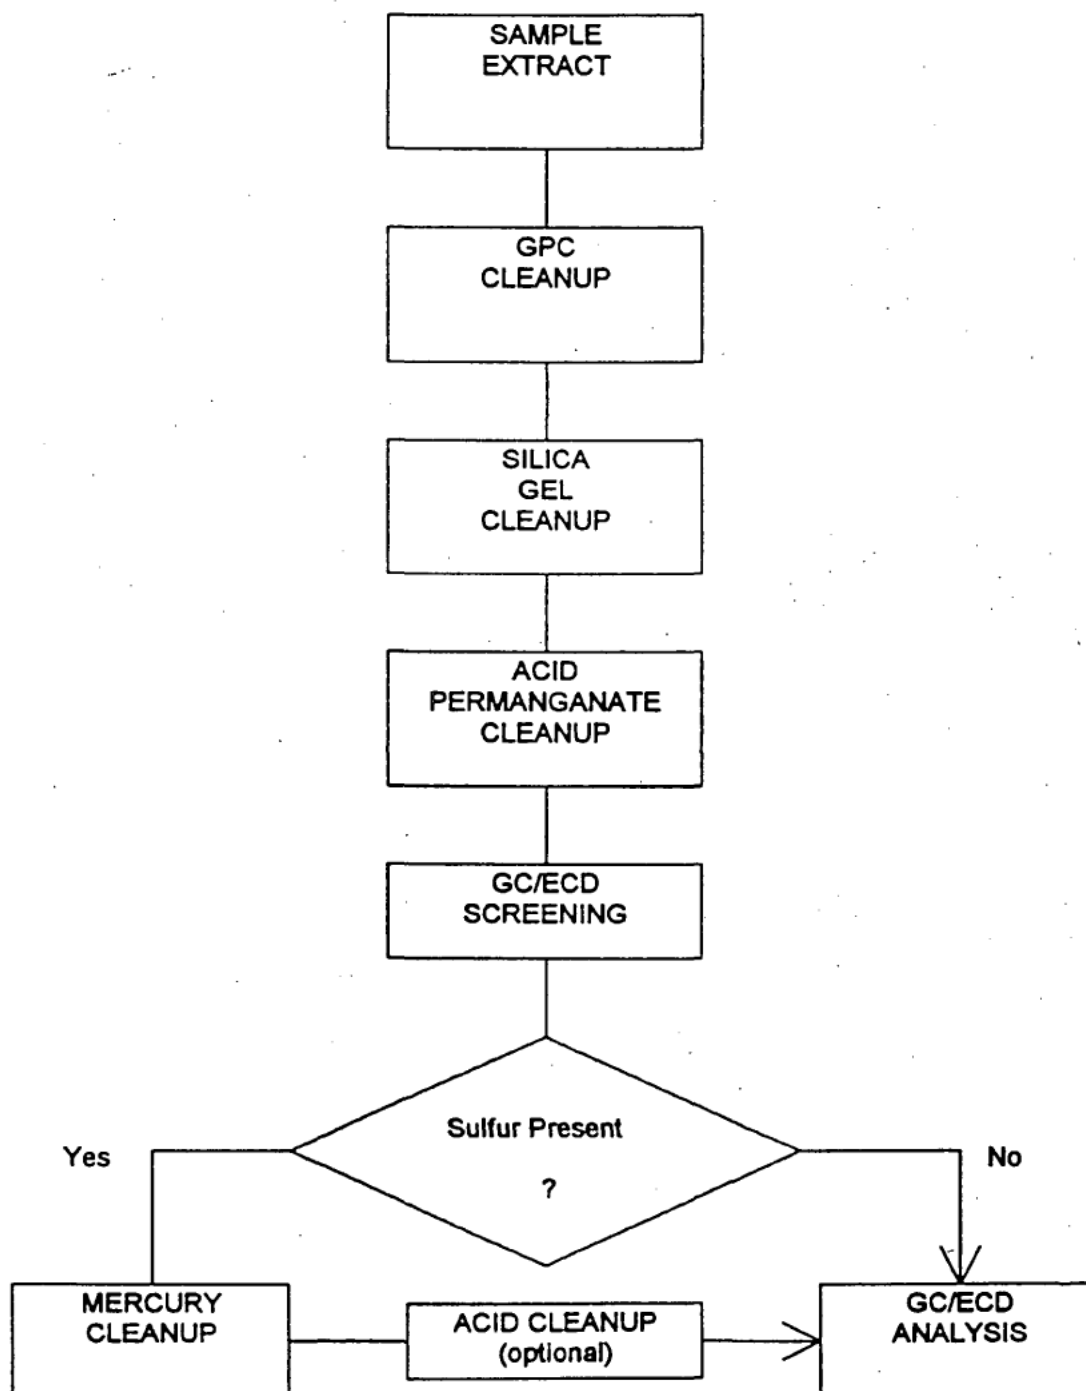 SAMPLE
EXTRACT
GPC
CLEANUP
SILICA
GEL
CLEANUP
ACID
PERMANGANATE
CLEANUP
GC/ECD
SCREENING
Sulfur Present
?
Yes
No
MERCURY
CLEANUP
ACID CLEANUP
(optional)
GC/ECD
ANALYSIS